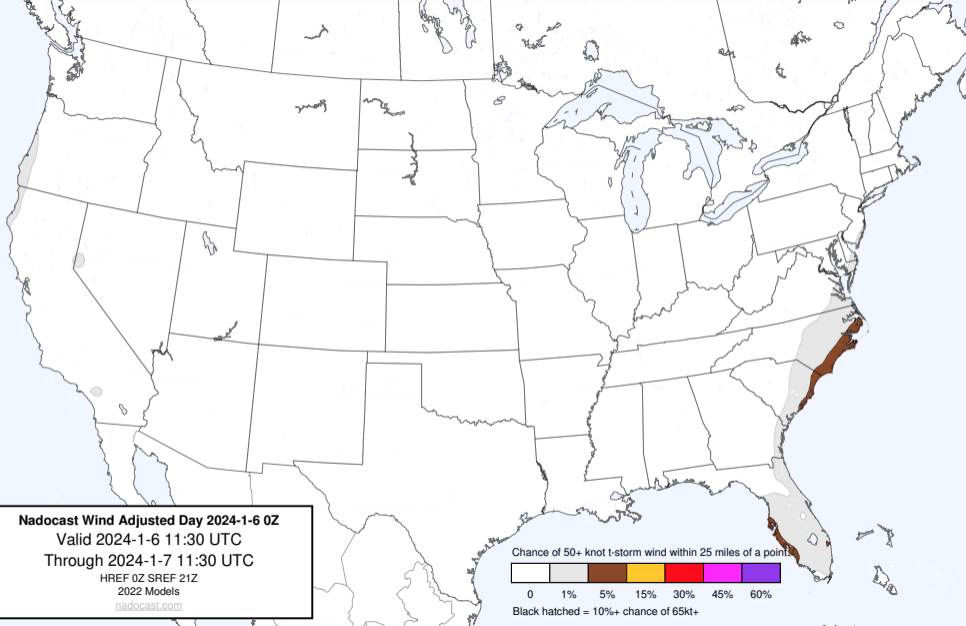 Nadocast Wind Adjusted Day 2024-1-6 0Z
Valid 2024-1-6 11:30 UTC
Through 2024-1-7 11:30 UTC
HREF 0Z SREF 21Z
2022 Models
nadocast.com
Chance of 50+ knot t-storm wind within 25 miles of a point.
0 1% 5% 15% 30% 45% 60%
Black hatched = 10%+ chance of 65kt+